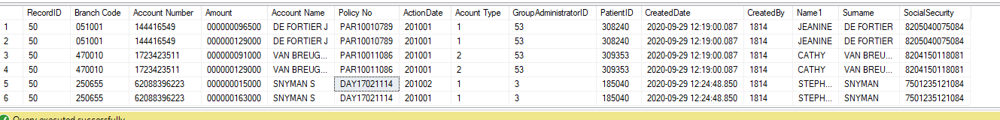 RecordID Branch Code Account Number Amount Account Name Policy No ActionDate Acount Type GroupAdministratorID PatientID CreatedDate CreatedBy Name1 Surname SocialSecurity
1 50 051001 144416549 000000096500 DE FORTIER J PAR10010789 201001 1 53 308240 2020-09-29 12:19:00.087 1814 JEANINE DE FORTIER 8205040075084
2 50 051001 144416549 000000129000 DE FORTIER J PAR10010789 201001 1 53 308240 2020-09-29 12:19:00.087 1814 JEANINE DE FORTIER 8205040075084
3 50 470010 1723423511 000000091000 VAN BREUG... PAR10011086 201001 2 53 309353 2020-09-29 12:19:00.087 1814 CATHY VAN BREU... 8204150118081
4 50 470010 1723423511 000000129000 VAN BREUG... PAR10011086 201001 2 53 309353 2020-09-29 12:19:00.087 1814 CATHY VAN BREU... 8204150118081
5 50 250655 62088396223 000000015000 SNYMAN S DAY17021114 201002 1 3 185040 2020-09-29 12:24:48.850 1814 STEPH... SNYMAN 7501235121084
6 50 250655 62088396223 000000163000 SNYMAN S DAY17021114 201001 1 3 185040 2020-09-29 12:24:48.850 1814 STEPH... SNYMAN 7501235121084
Query executed successfully